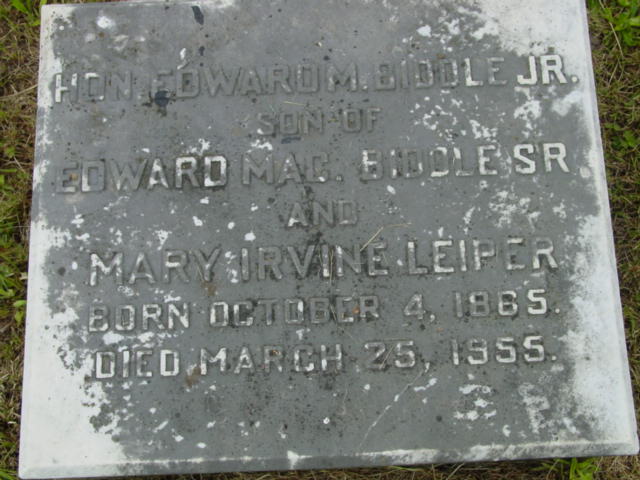 HON. EDWARD M. BIDDLE JR.
SON OF
EDWARD MAC. BIDDLE SR
AND
MARY IRVINE LEIPER
BORN OCTOBER 4, 1865.
DIED MARCH 25, 1955.